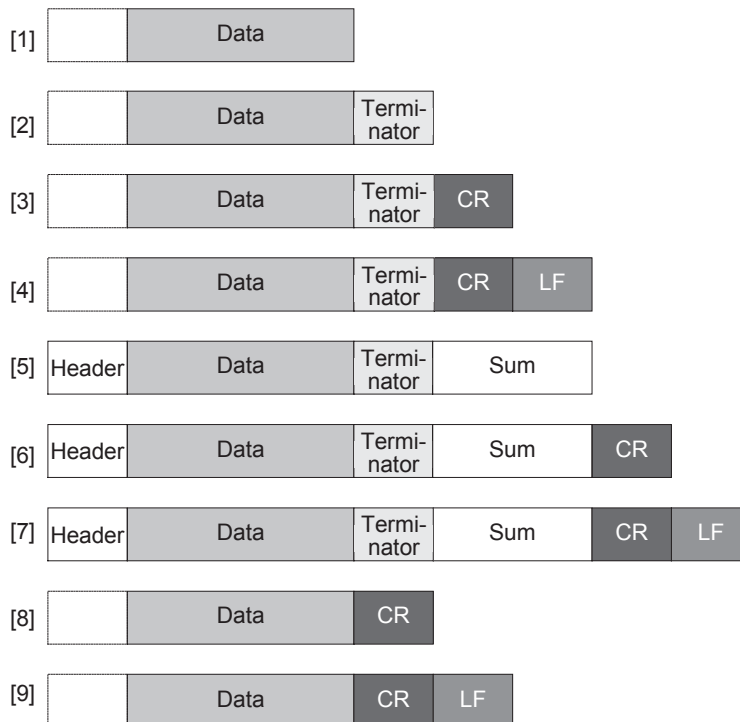 [1] Data
[2] Data Termi-
nator
[3] Data Termi-
nator CR
[4] Data Termi-
nator CR LF
[5] Header Data Termi-
nator Sum
[6] Header Data Termi-
nator Sum CR
[7] Header Data Termi-
nator Sum CR LF
[8] Data CR
[9] Data CR LF